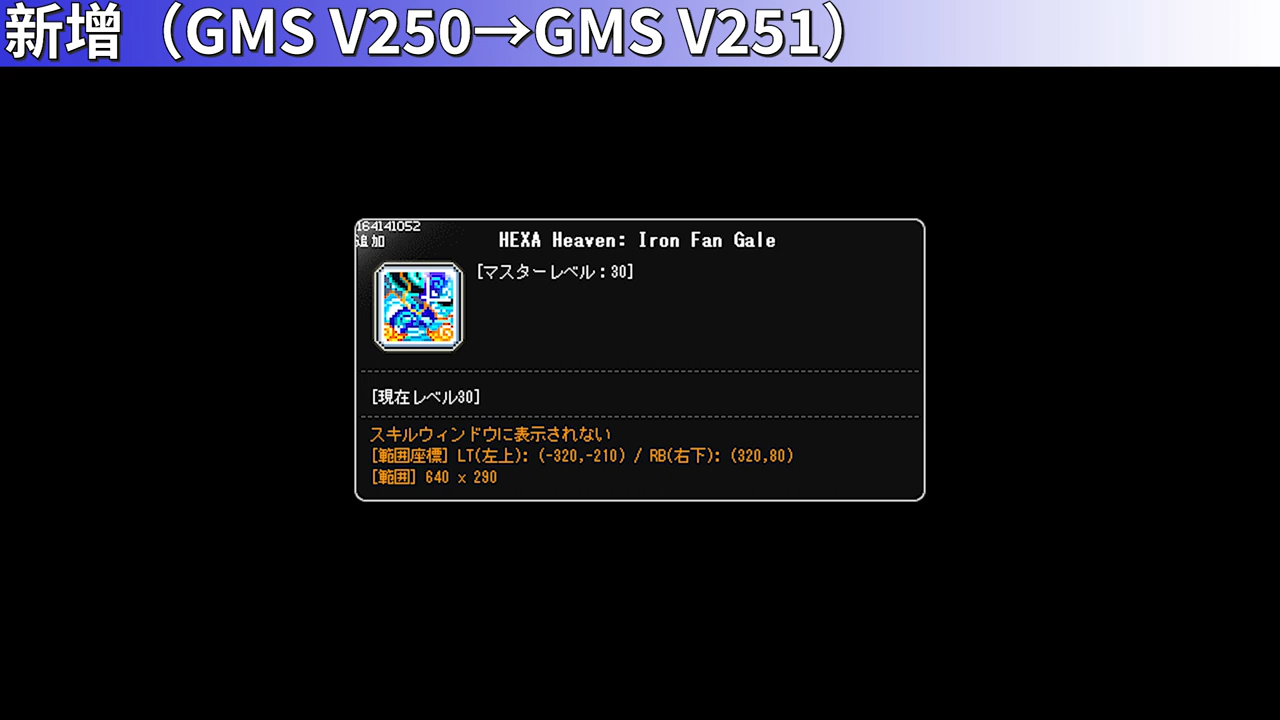 新增（GMS V250→GMS V251）
164141052
追加
HEXA Heaven: Iron Fan Gale
[マスターレベル：30]
[現在レベル30]
スキルウィンドウに表示されない
[範囲座標] LT(左上): (-320,-210) / RB(右下): (320,80)
[範囲] 640 x 290